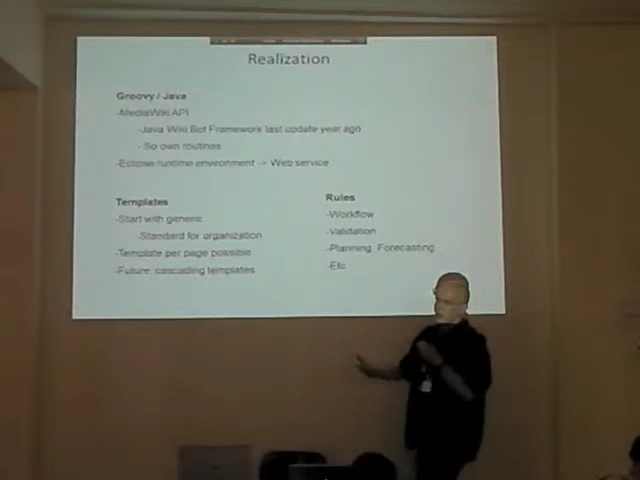 Realization
Groovy / Java
-MediaWiki API
-Java Wiki Bot Framework last update year ago
- So own routines
-Eclipse runtime environment -> Web service
Templates
-Start with generic
-Standard for organization
-Template per page possible
-Future: cascading templates
Rules
-Workflow
-Validation
-Planning, Forecasting
-Etc